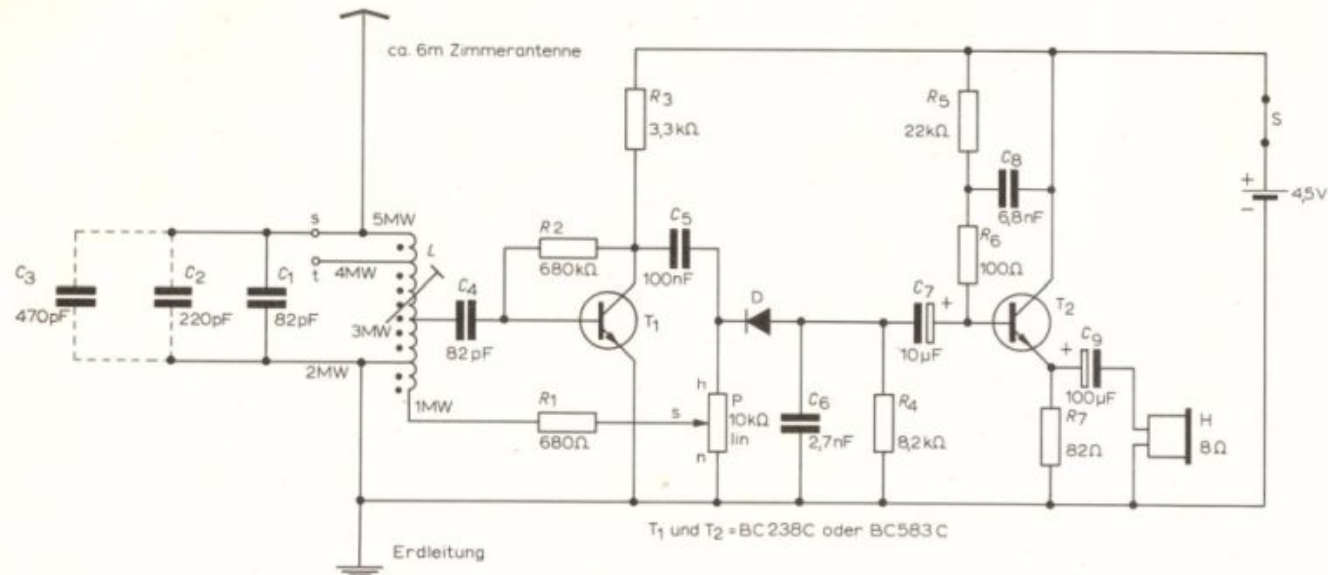 ca. 6m Zimmerantenne
R3
3,3kΩ
R5
22kΩ
C8
6,8nF
S
+
−
4,5V
C3
470pF
C2
220pF
C1
82pF
s
t
5MW
4MW
3MW
2MW
1MW
L
C4
82pF
R2
680kΩ
T1
C5
100nF
R1
680Ω
D
h
s
P
10kΩ
lin
n
C6
2,7nF
R4
8,2kΩ
C7
+
10µF
R6
100Ω
T2
+
C9
100µF
R7
82Ω
H
8Ω
T1 und T2 = BC238C oder BC583C
Erdleitung